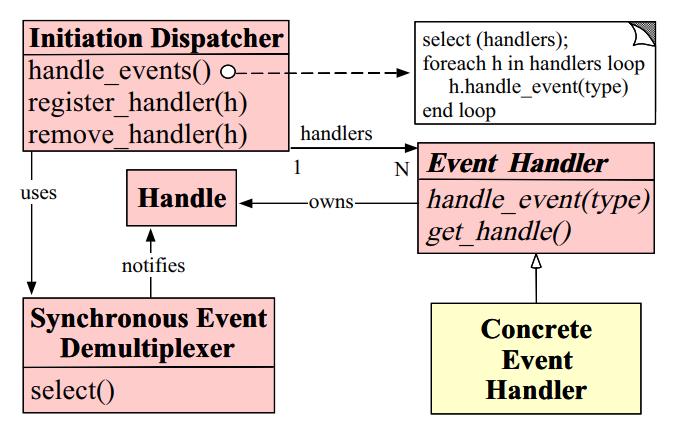 Initiation Dispatcher
handle_events()
register_handler(h)
remove_handler(h)
select (handlers);
foreach h in handlers loop
h.handle_event(type)
end loop
handlers
1
N
Event Handler
handle_event(type)
get_handle()
uses
Handle
owns
notifies
Synchronous Event
Demultiplexer
select()
Concrete
Event
Handler